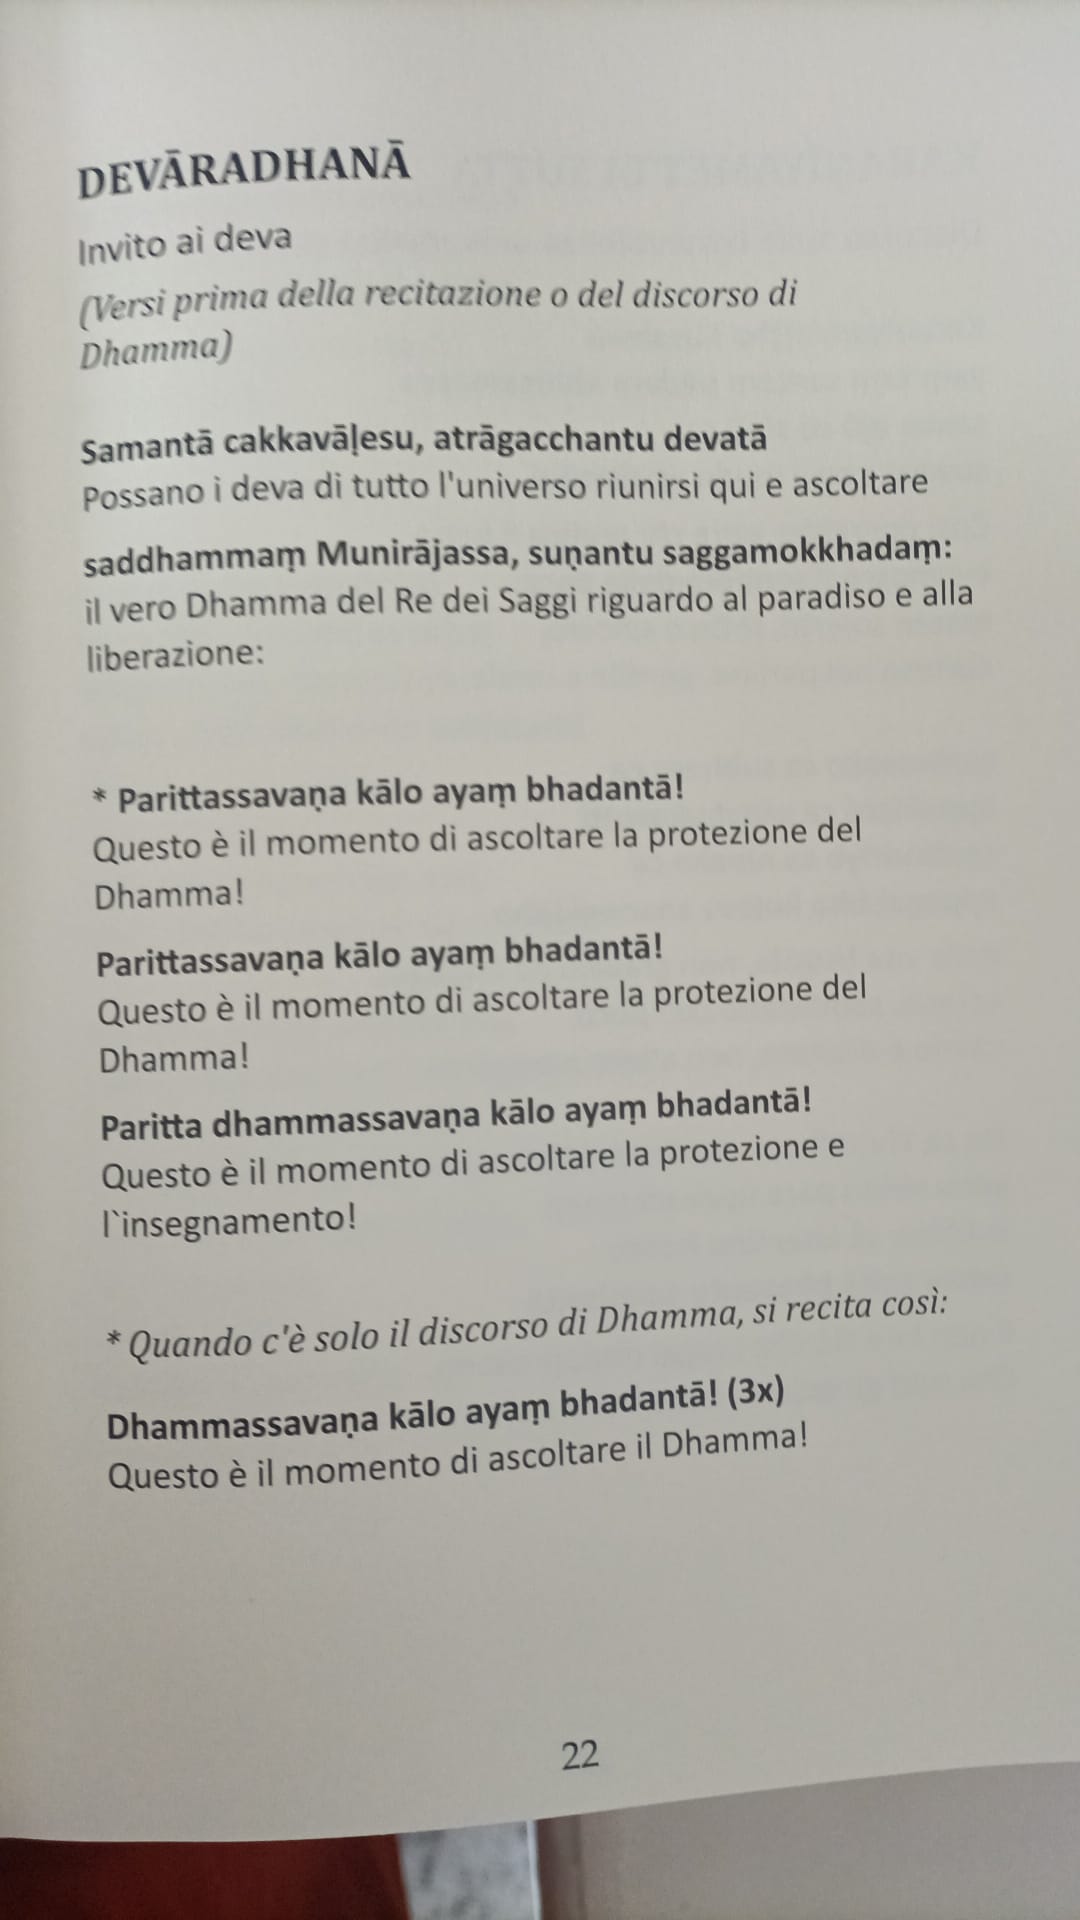 DEVĀRADHANĀ
Invito ai deva
(Versi prima della recitazione o del discorso di
Dhamma)
Samantā cakkavāḷesu, atrāgacchantu devatā
Possano i deva di tutto l'universo riunirsi qui e ascoltare
saddhammaṃ Munirājassa, suṇantu saggamokkhadaṃ:
il vero Dhamma del Re dei Saggi riguardo al paradiso e alla
liberazione:
* Parittassavaṇa kālo ayaṃ bhadantā!
Questo è il momento di ascoltare la protezione del
Dhamma!
Parittassavaṇa kālo ayaṃ bhadantā!
Questo è il momento di ascoltare la protezione del
Dhamma!
Paritta dhammassavaṇa kālo ayaṃ bhadantā!
Questo è il momento di ascoltare la protezione e
l`insegnamento!
* Quando c'è solo il discorso di Dhamma, si recita così:
Dhammassavaṇa kālo ayaṃ bhadantā! (3x)
Questo è il momento di ascoltare il Dhamma!
22